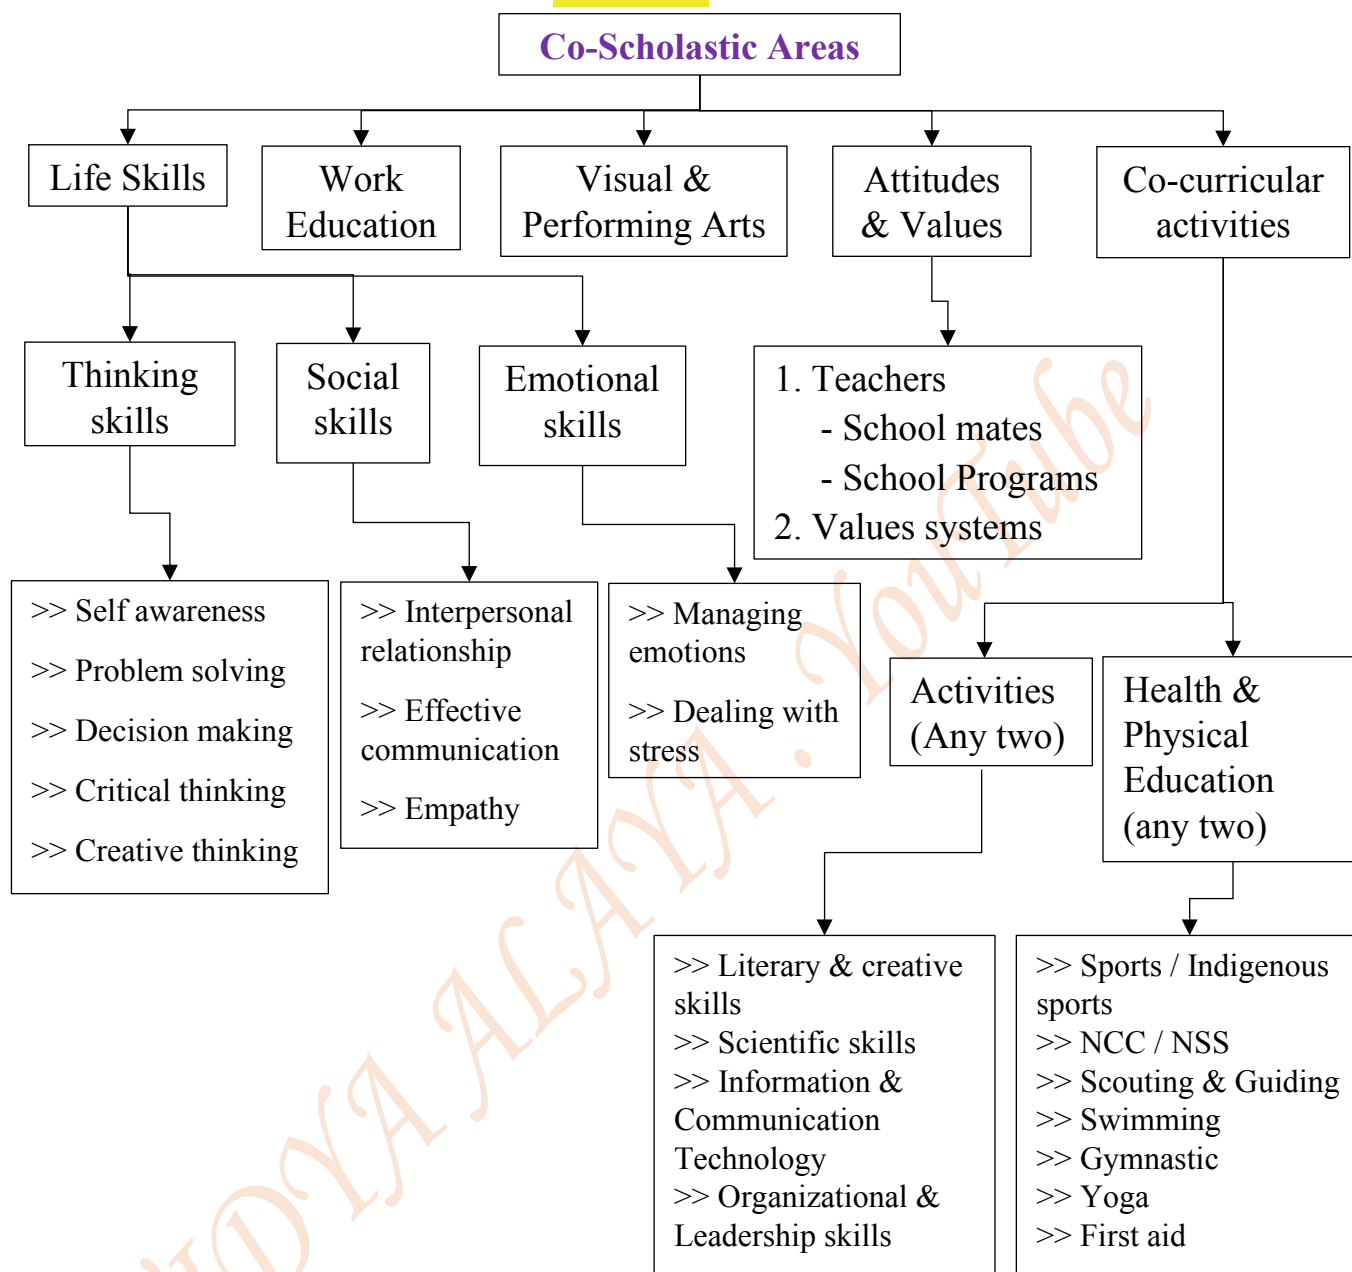 Co-Scholastic Areas
Life Skills
Work
Education
Visual &
Performing Arts
Attitudes
& Values
Co-curricular
activities
Thinking
skills
Social
skills
Emotional
skills
1. Teachers
- School mates
- School Programs
2. Values systems
>> Self awareness
>> Problem solving
>> Decision making
>> Critical thinking
>> Creative thinking
>> Interpersonal
relationship
>> Effective
communication
>> Empathy
>> Managing
emotions
>> Dealing with
stress
Activities
(Any two)
Health &
Physical
Education
(any two)
>> Literary & creative
skills
>> Scientific skills
>> Information &
Communication
Technology
>> Organizational &
Leadership skills
>> Sports / Indigenous
sports
>> NCC / NSS
>> Scouting & Guiding
>> Swimming
>> Gymnastic
>> Yoga
>> First aid
ALAYA . YouTube